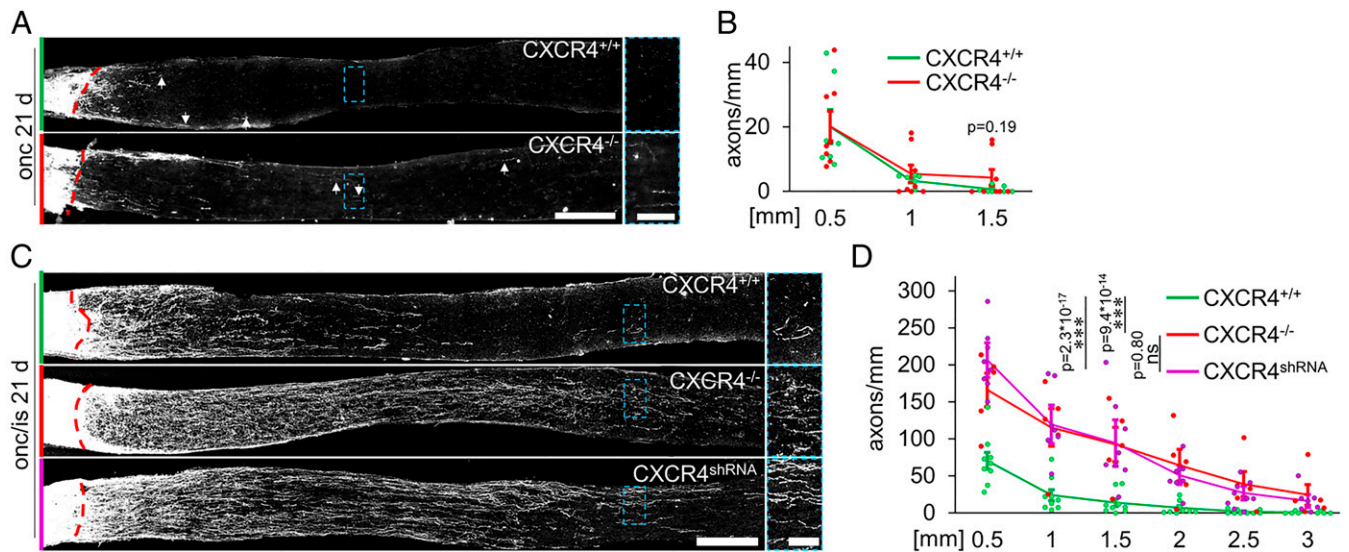 A
onc 21 d
CXCR4+/+
CXCR4-/-
B
axons/mm
40
20
0
CXCR4+/+
CXCR4-/-
p=0.19
[mm] 0.5 1 1.5
C
onc/is 21 d
CXCR4+/+
CXCR4-/-
CXCR4shRNA
D
axons/mm
300
250
200
150
100
50
0
p=2.3*10-17
***
p=9.4*10-14
***
p=0.80
ns
CXCR4+/+
CXCR4-/-
CXCR4shRNA
[mm] 0.5 1 1.5 2 2.5 3